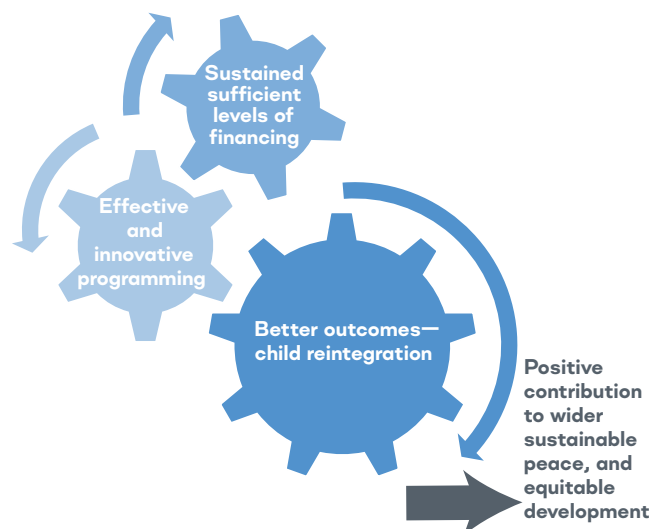 Sustained
sufficient
levels of
financing
Effective
and
innovative
programming
Better outcomes—
child reintegration
Positive
contribution
to wider
sustainable
peace, and
equitable
development